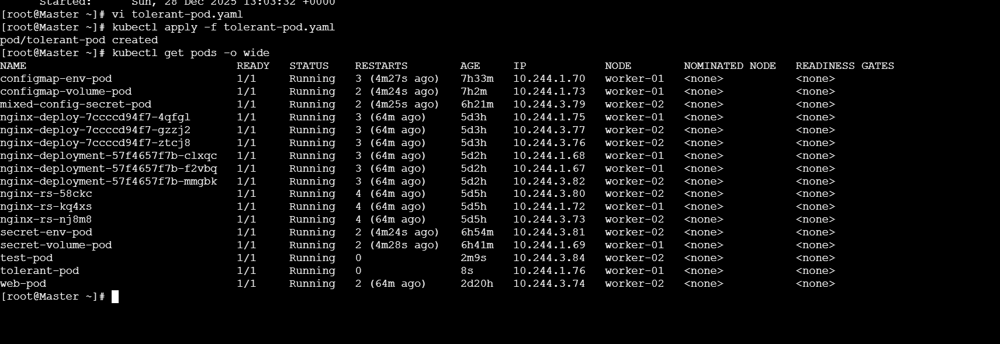 Started:      Sun, 28 Dec 2025 13:03:32 +0000
[root@Master ~]# vi tolerant-pod.yaml
[root@Master ~]# kubectl apply -f tolerant-pod.yaml
pod/tolerant-pod created
[root@Master ~]# kubectl get pods -o wide
NAME                                READY   STATUS    RESTARTS        AGE     IP            NODE        NOMINATED NODE   READINESS GATES
configmap-env-pod                   1/1     Running   3 (4m27s ago)   7h33m   10.244.1.70   worker-01   <none>           <none>
configmap-volume-pod                1/1     Running   2 (4m24s ago)   7h2m    10.244.1.73   worker-01   <none>           <none>
mixed-config-secret-pod             1/1     Running   2 (4m25s ago)   6h21m   10.244.3.79   worker-02   <none>           <none>
nginx-deploy-7ccccd94f7-4qfgl       1/1     Running   3 (64m ago)     5d3h    10.244.1.75   worker-01   <none>           <none>
nginx-deploy-7ccccd94f7-gzzj2       1/1     Running   3 (64m ago)     5d3h    10.244.3.77   worker-02   <none>           <none>
nginx-deploy-7ccccd94f7-ztcj8       1/1     Running   3 (64m ago)     5d3h    10.244.3.76   worker-02   <none>           <none>
nginx-deployment-57f4657f7b-clxqc   1/1     Running   3 (64m ago)     5d2h    10.244.1.68   worker-01   <none>           <none>
nginx-deployment-57f4657f7b-f2vbq   1/1     Running   3 (64m ago)     5d2h    10.244.1.67   worker-01   <none>           <none>
nginx-deployment-57f4657f7b-mmgbk   1/1     Running   3 (64m ago)     5d2h    10.244.3.82   worker-02   <none>           <none>
nginx-rs-58ckc                      1/1     Running   4 (64m ago)     5d5h    10.244.3.80   worker-02   <none>           <none>
nginx-rs-kq4xs                      1/1     Running   4 (64m ago)     5d5h    10.244.1.72   worker-01   <none>           <none>
nginx-rs-nj8m8                      1/1     Running   4 (64m ago)     5d5h    10.244.3.73   worker-02   <none>           <none>
secret-env-pod                      1/1     Running   2 (4m24s ago)   6h54m   10.244.3.81   worker-02   <none>           <none>
secret-volume-pod                   1/1     Running   2 (4m28s ago)   6h41m   10.244.1.69   worker-01   <none>           <none>
test-pod                            1/1     Running   0               2m9s    10.244.3.84   worker-02   <none>           <none>
tolerant-pod                        1/1     Running   0               8s      10.244.1.76   worker-01   <none>           <none>
web-pod                             1/1     Running   2 (64m ago)     2d20h   10.244.3.74   worker-02   <none>           <none>
[root@Master ~]#